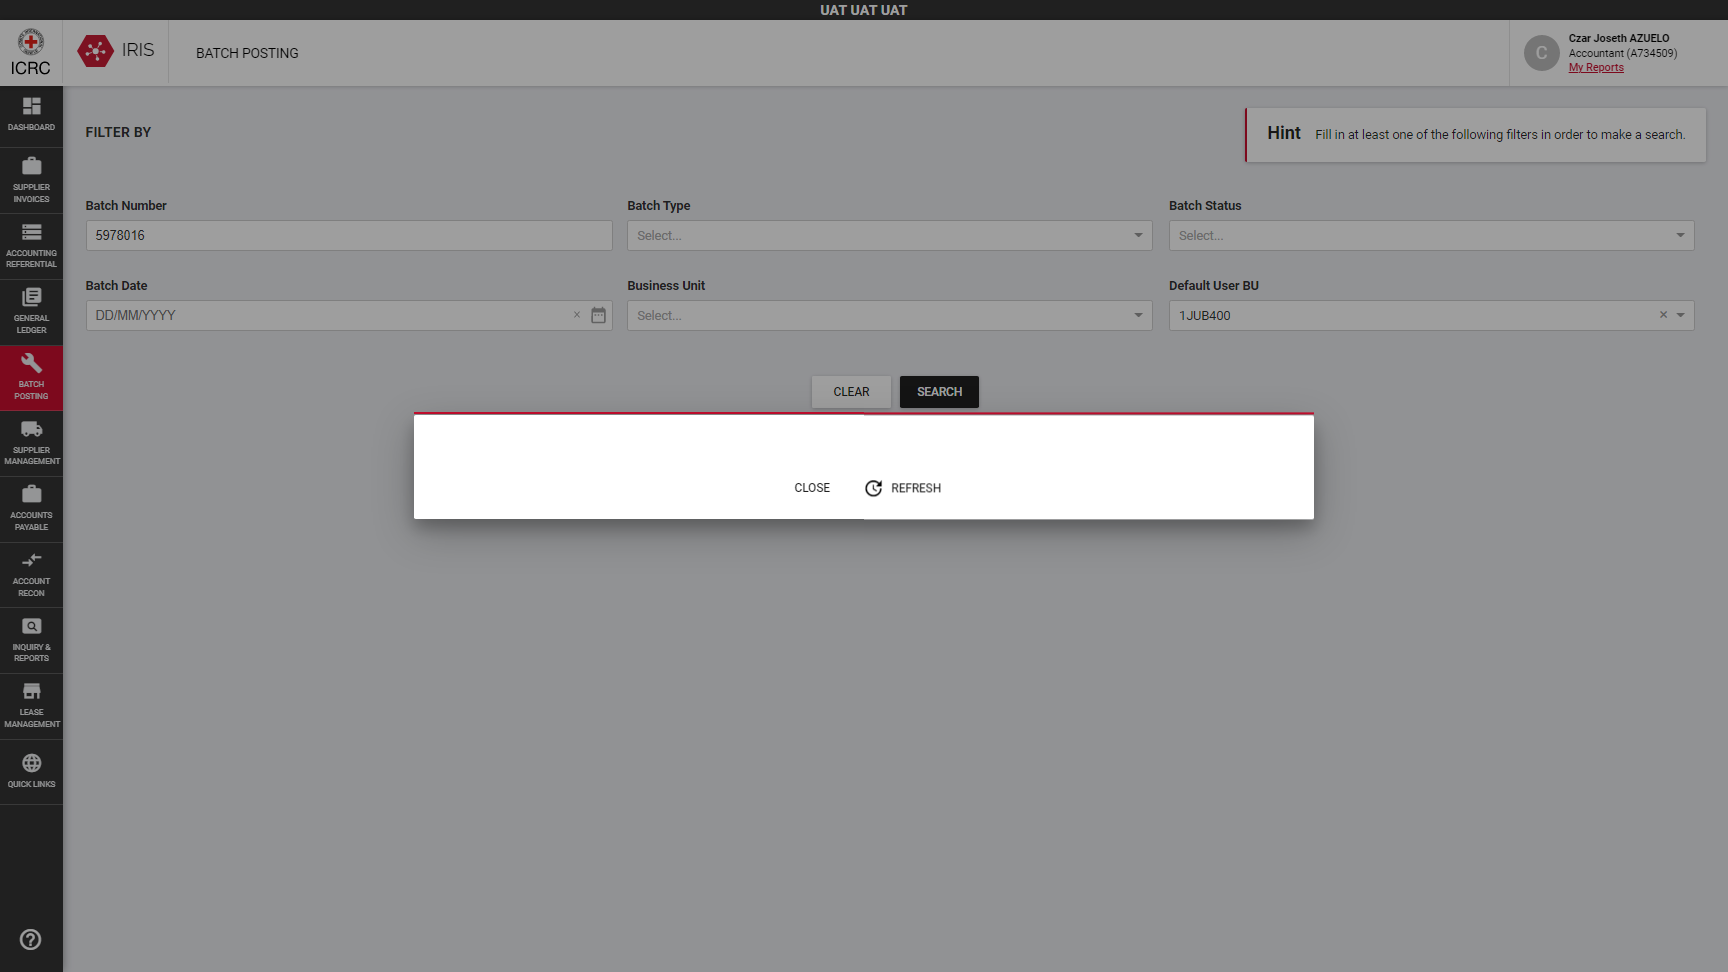 UAT UAT UAT
ICRC
IRIS
BATCH POSTING
C
Czar Joseth AZUELO
Accountant (A734509)
My Reports
DASHBOARD
SUPPLIER
INVOICES
ACCOUNTING
REFERENTIAL
GENERAL
LEDGER
BATCH
POSTING
SUPPLIER
MANAGEMENT
ACCOUNTS
PAYABLE
ACCOUNT
RECON
INQUIRY &
REPORTS
LEASE
MANAGEMENT
QUICK LINKS
FILTER BY
Hint Fill in at least one of the following filters in order to make a search.
Batch Number
5978016
Batch Type
Select...
Batch Status
Select...
Batch Date
DD/MM/YYYY
Business Unit
Select...
Default User BU
1JUB400
CLEAR
SEARCH
CLOSE
REFRESH